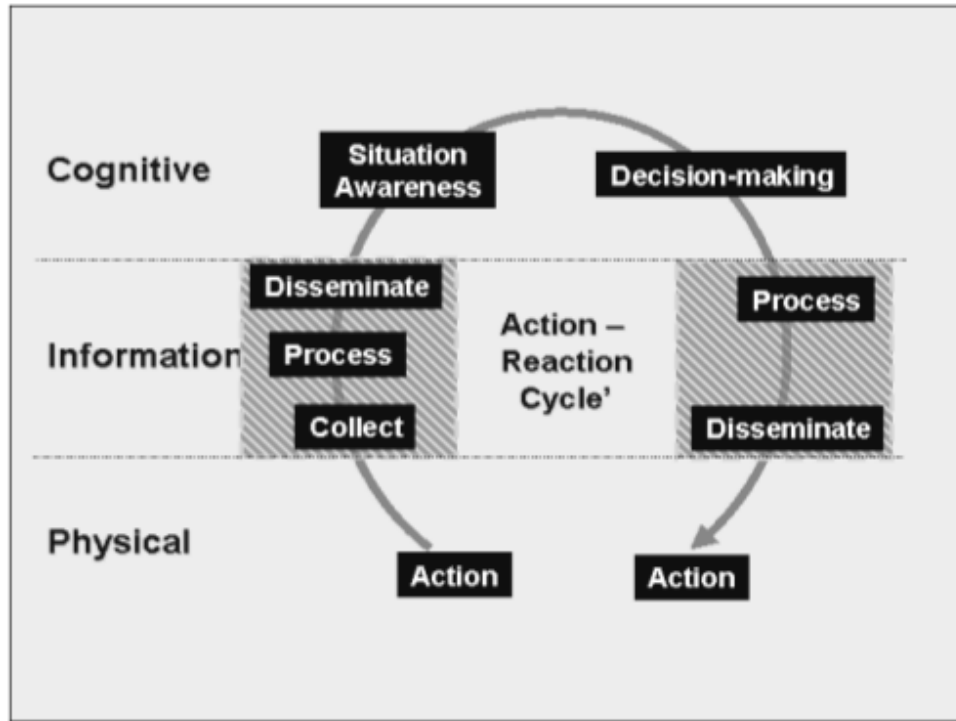 Cognitive
Situation
Awareness
Decision-making
Information
Disseminate
Process
Collect
Action –
Reaction
Cycle’
Process
Disseminate
Physical
Action
Action